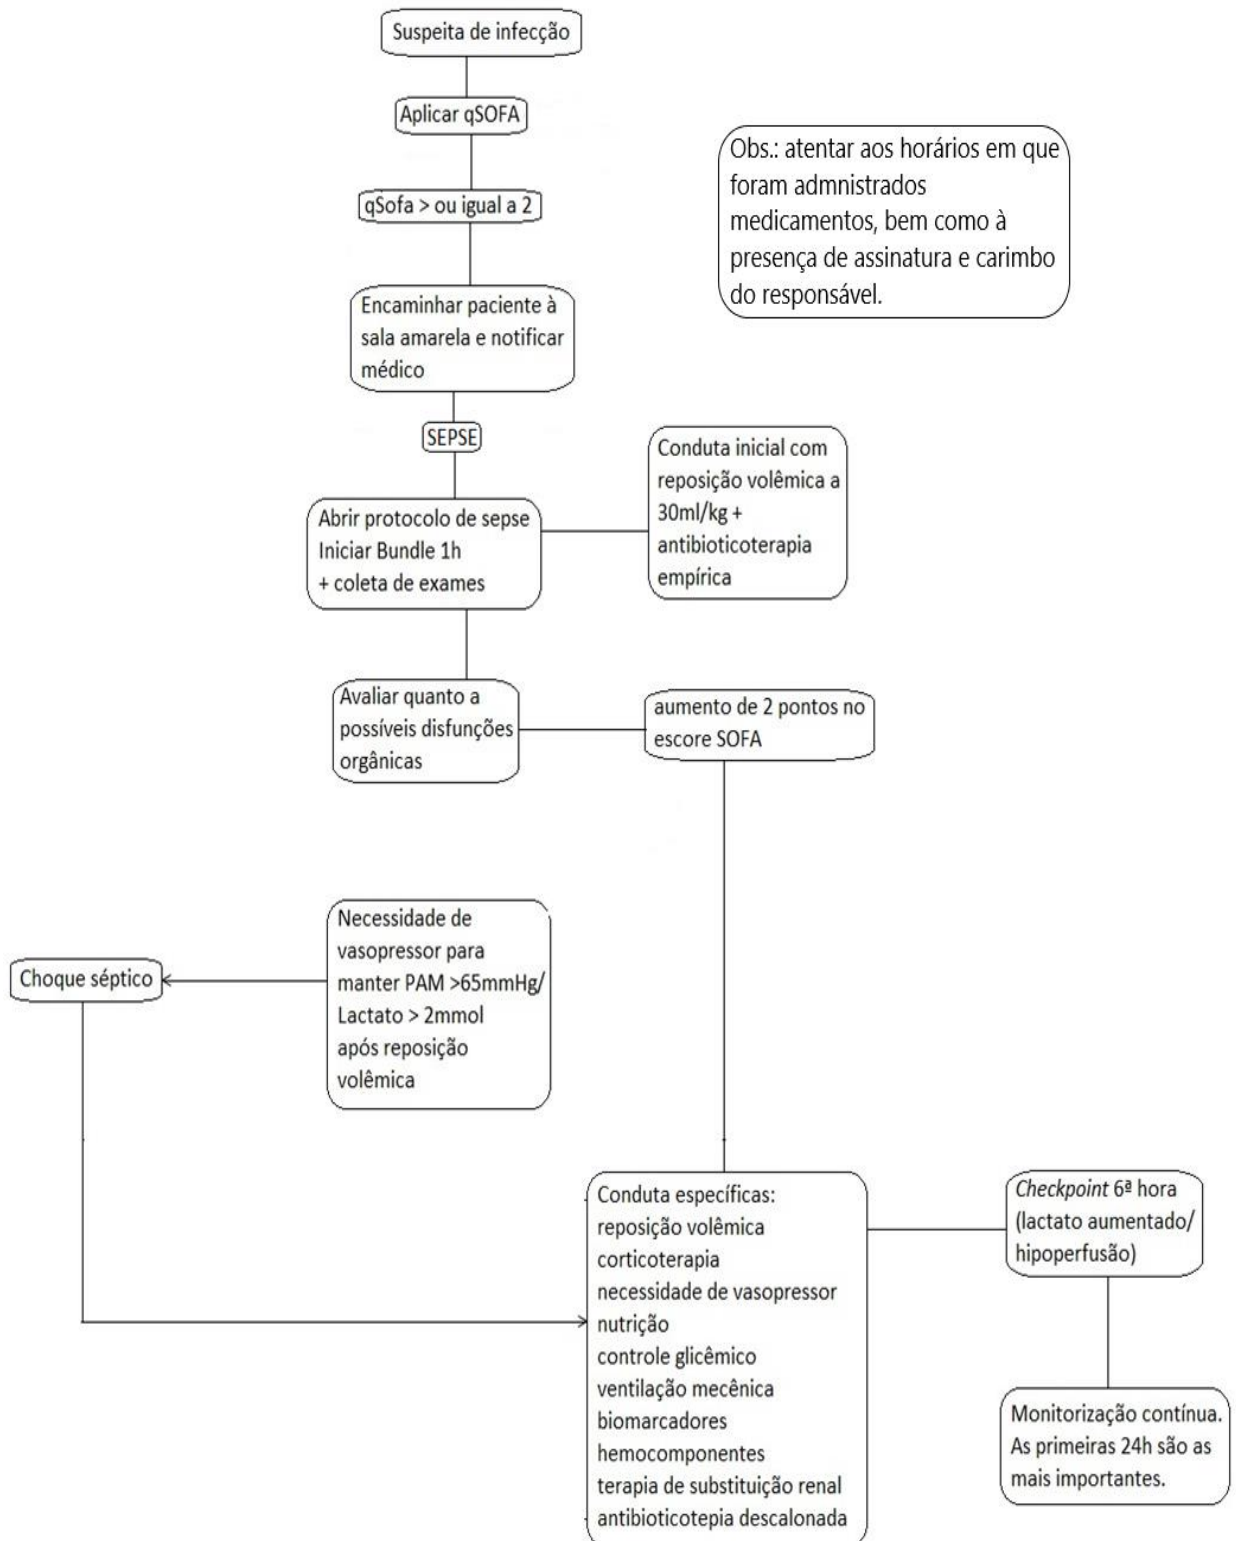 Suspeita de infecção
Aplicar qSOFA
qSofa > ou igual a 2
Encaminhar paciente à
sala amarela e notificar
médico
Obs.: atentar aos horários em que
foram admnistrados
medicamentos, bem como à
presença de assinatura e carimbo
do responsável.
SEPSE
Abrir protocolo de sepse
Iniciar Bundle 1h
+ coleta de exames
Conduta inicial com
reposição volêmica a
30ml/kg +
antibioticoterapia
empírica
Avaliar quanto a
possíveis disfunções
orgânicas
aumento de 2 pontos no
escore SOFA
Necessidade de
vasopressor para
manter PAM >65mmHg/
Lactato > 2mmol
após reposição
volêmica
Choque séptico
Conduta específicas:
reposição volêmica
corticoterapia
necessidade de vasopressor
nutrição
controle glicêmico
ventilação mecênica
biomarcadores
hemocomponentes
terapia de substituição renal
antibioticotepia descalonada
Checkpoint 6ª hora
(lactato aumentado/
hipoperfusão)
Monitorização contínua.
As primeiras 24h são as
mais importantes.